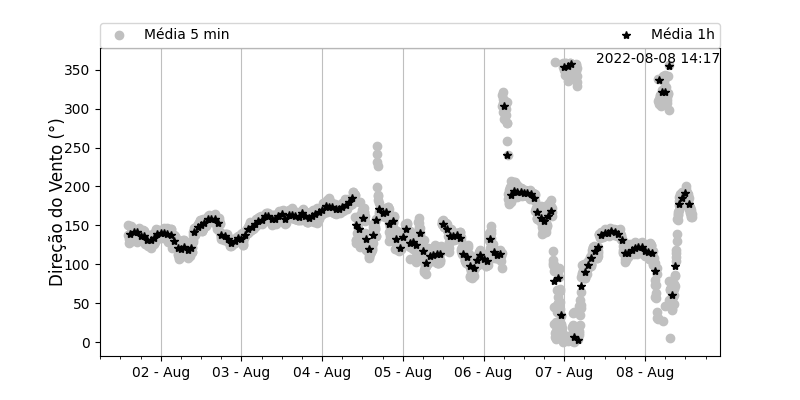 Média 5 min
Média 1h
2022-08-08 14:17
Direção do Vento (°)
350
300
250
200
150
100
50
0
02 - Aug
03 - Aug
04 - Aug
05 - Aug
06 - Aug
07 - Aug
08 - Aug